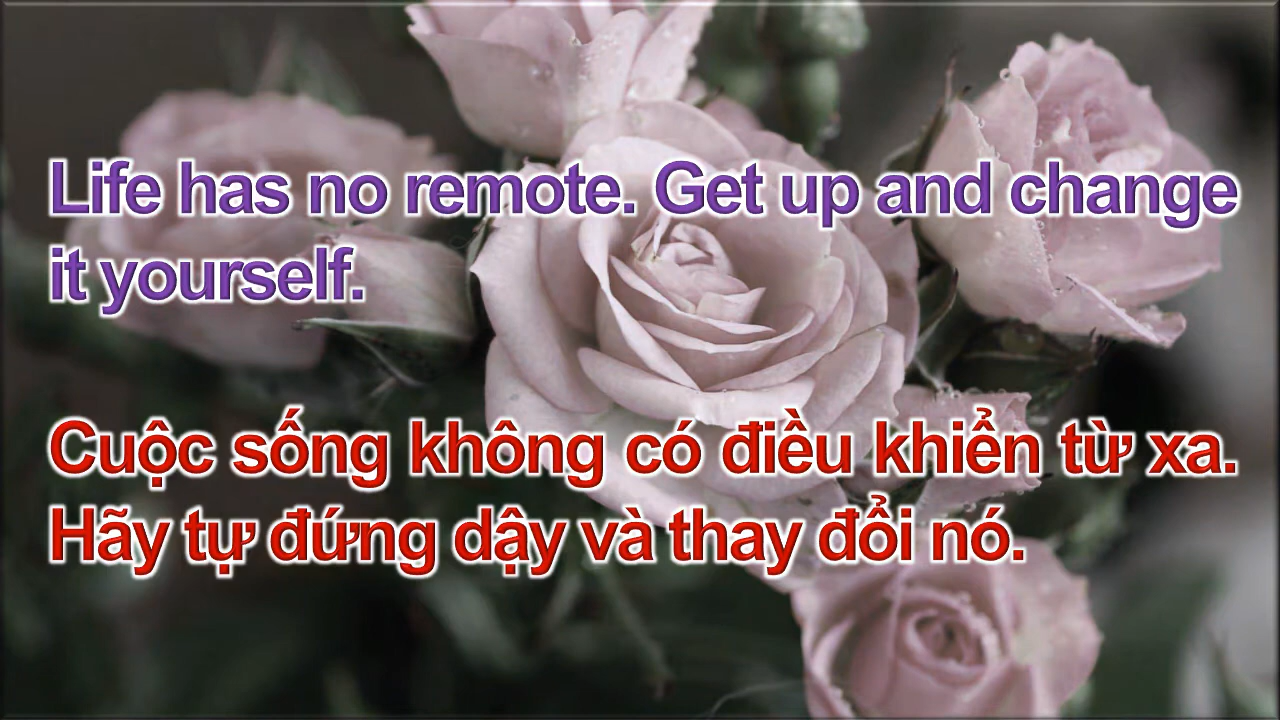 Life has no remote. Get up and change
it yourself.
Cuộc sống không có điều khiển từ xa.
Hãy tự đứng dậy và thay đổi nó.